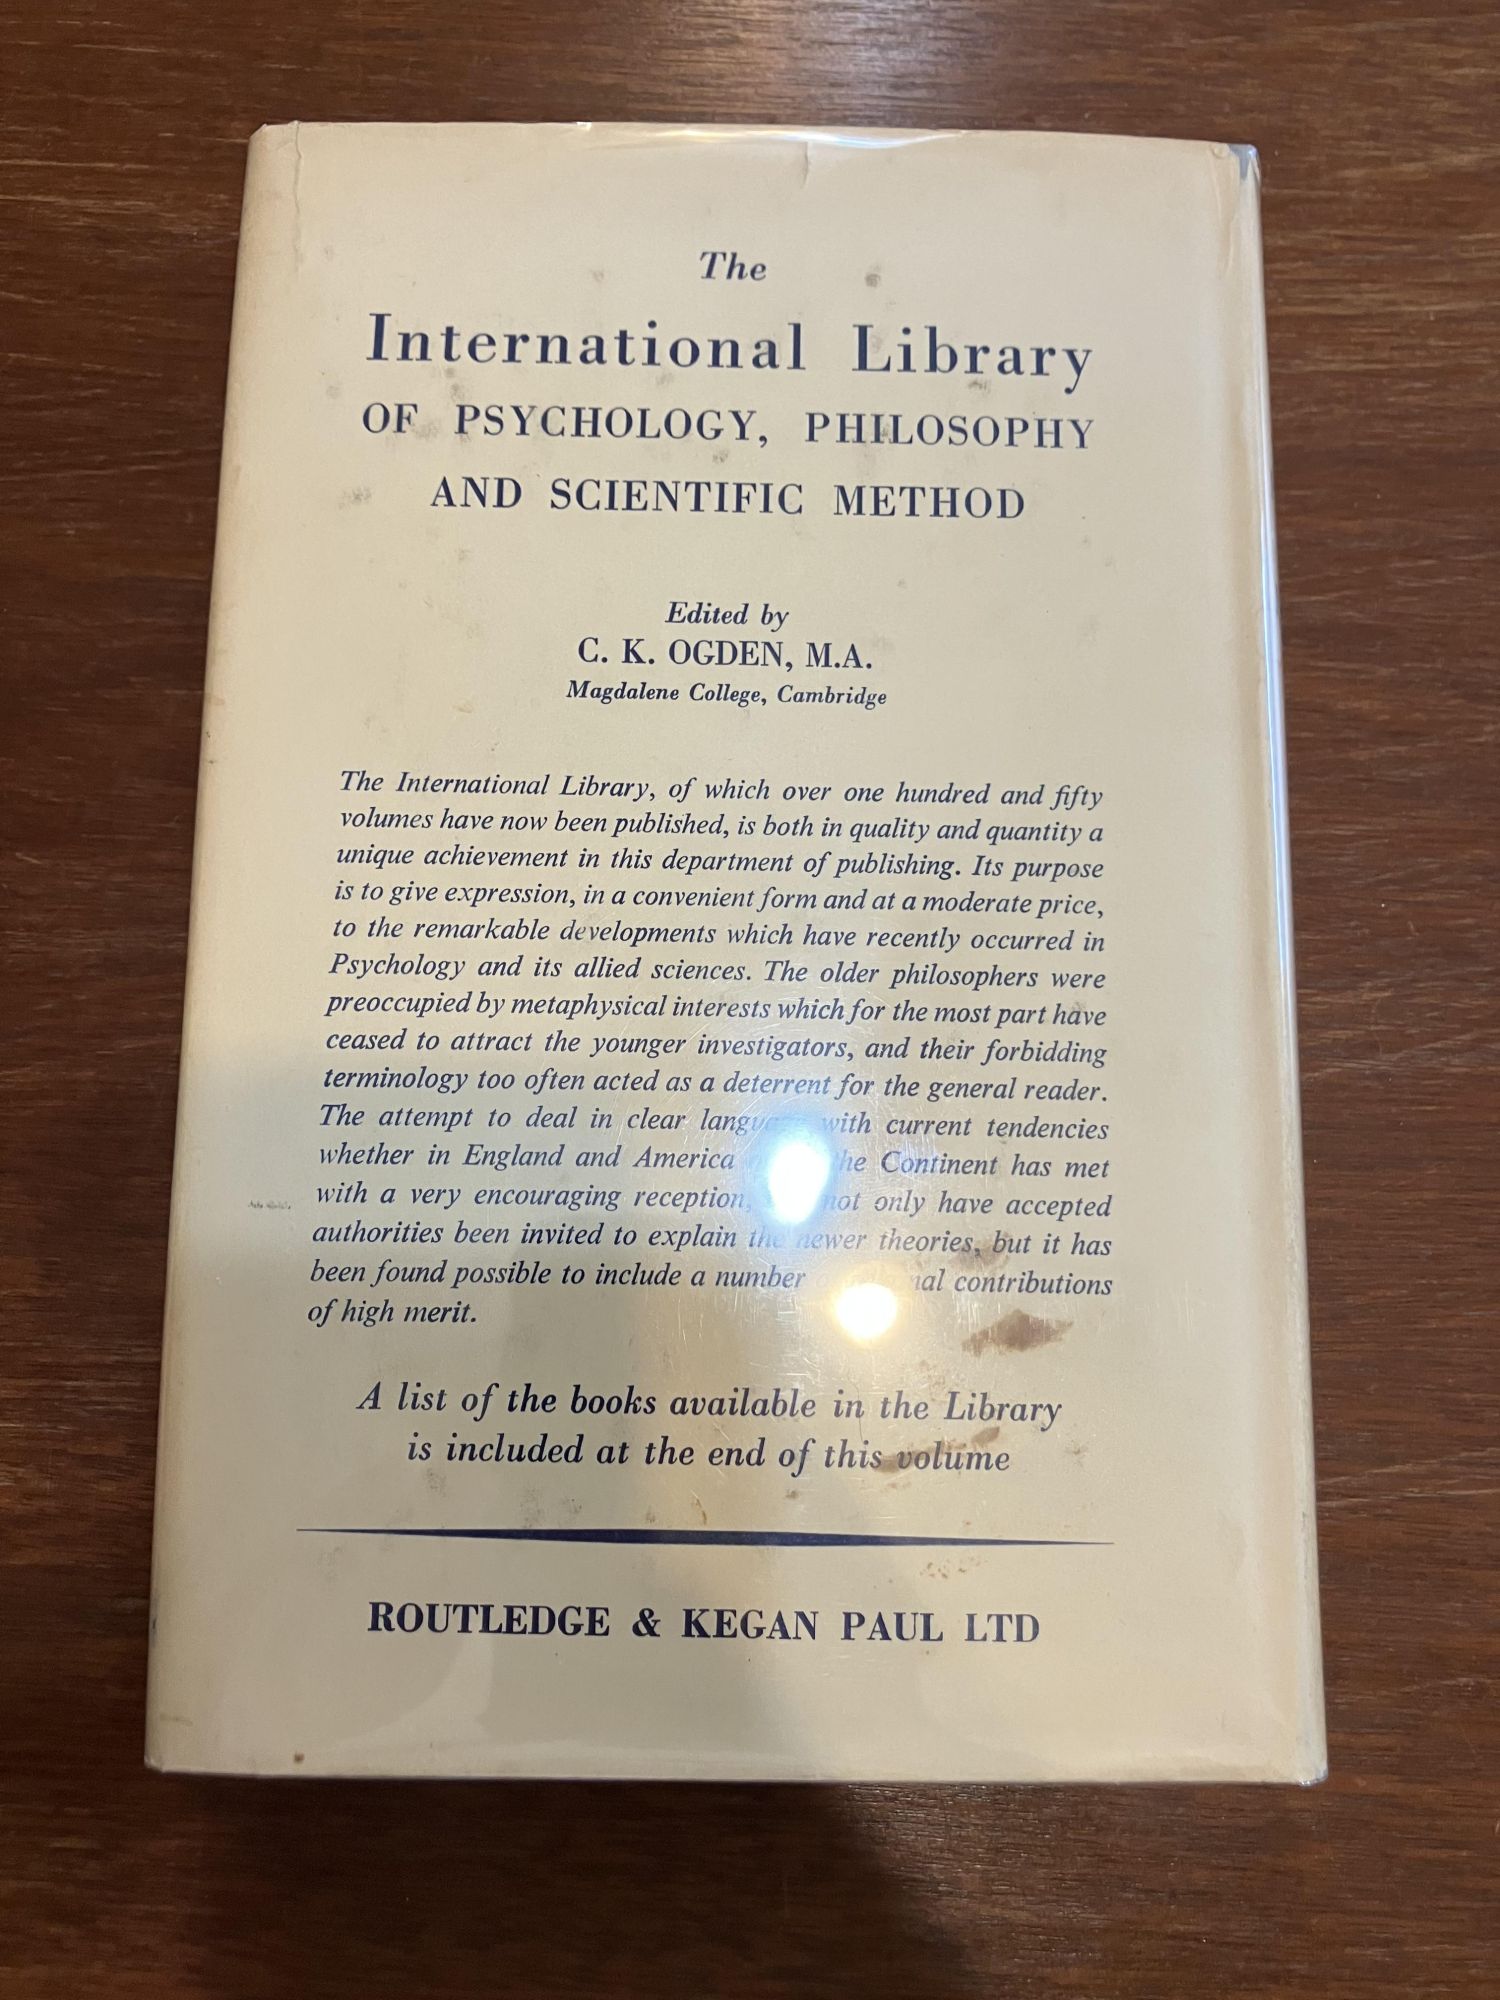 The
International Library
OF PSYCHOLOGY, PHILOSOPHY
AND SCIENTIFIC METHOD
Edited by
C. K. OGDEN, M.A.
Magdalene College, Cambridge
The International Library, of which over one hundred and fifty
volumes have now been published, is both in quality and quantity a
unique achievement in this department of publishing. Its purpose
is to give expression, in a convenient form and at a moderate price,
to the remarkable developments which have recently occurred in
Psychology and its allied sciences. The older philosophers were
preoccupied by metaphysical interests which for the most part have
ceased to attract the younger investigators, and their forbidding
terminology too often acted as a deterrent for the general reader.
The attempt to deal in clear language with current tendencies
whether in England and America the Continent has met
with a very encouraging reception, not only have accepted
authorities been invited to explain the newer theories, but it has
been found possible to include a number contributions
of high merit.
A list of the books available in the Library
is included at the end of this volume
ROUTLEDGE & KEGAN PAUL LTD